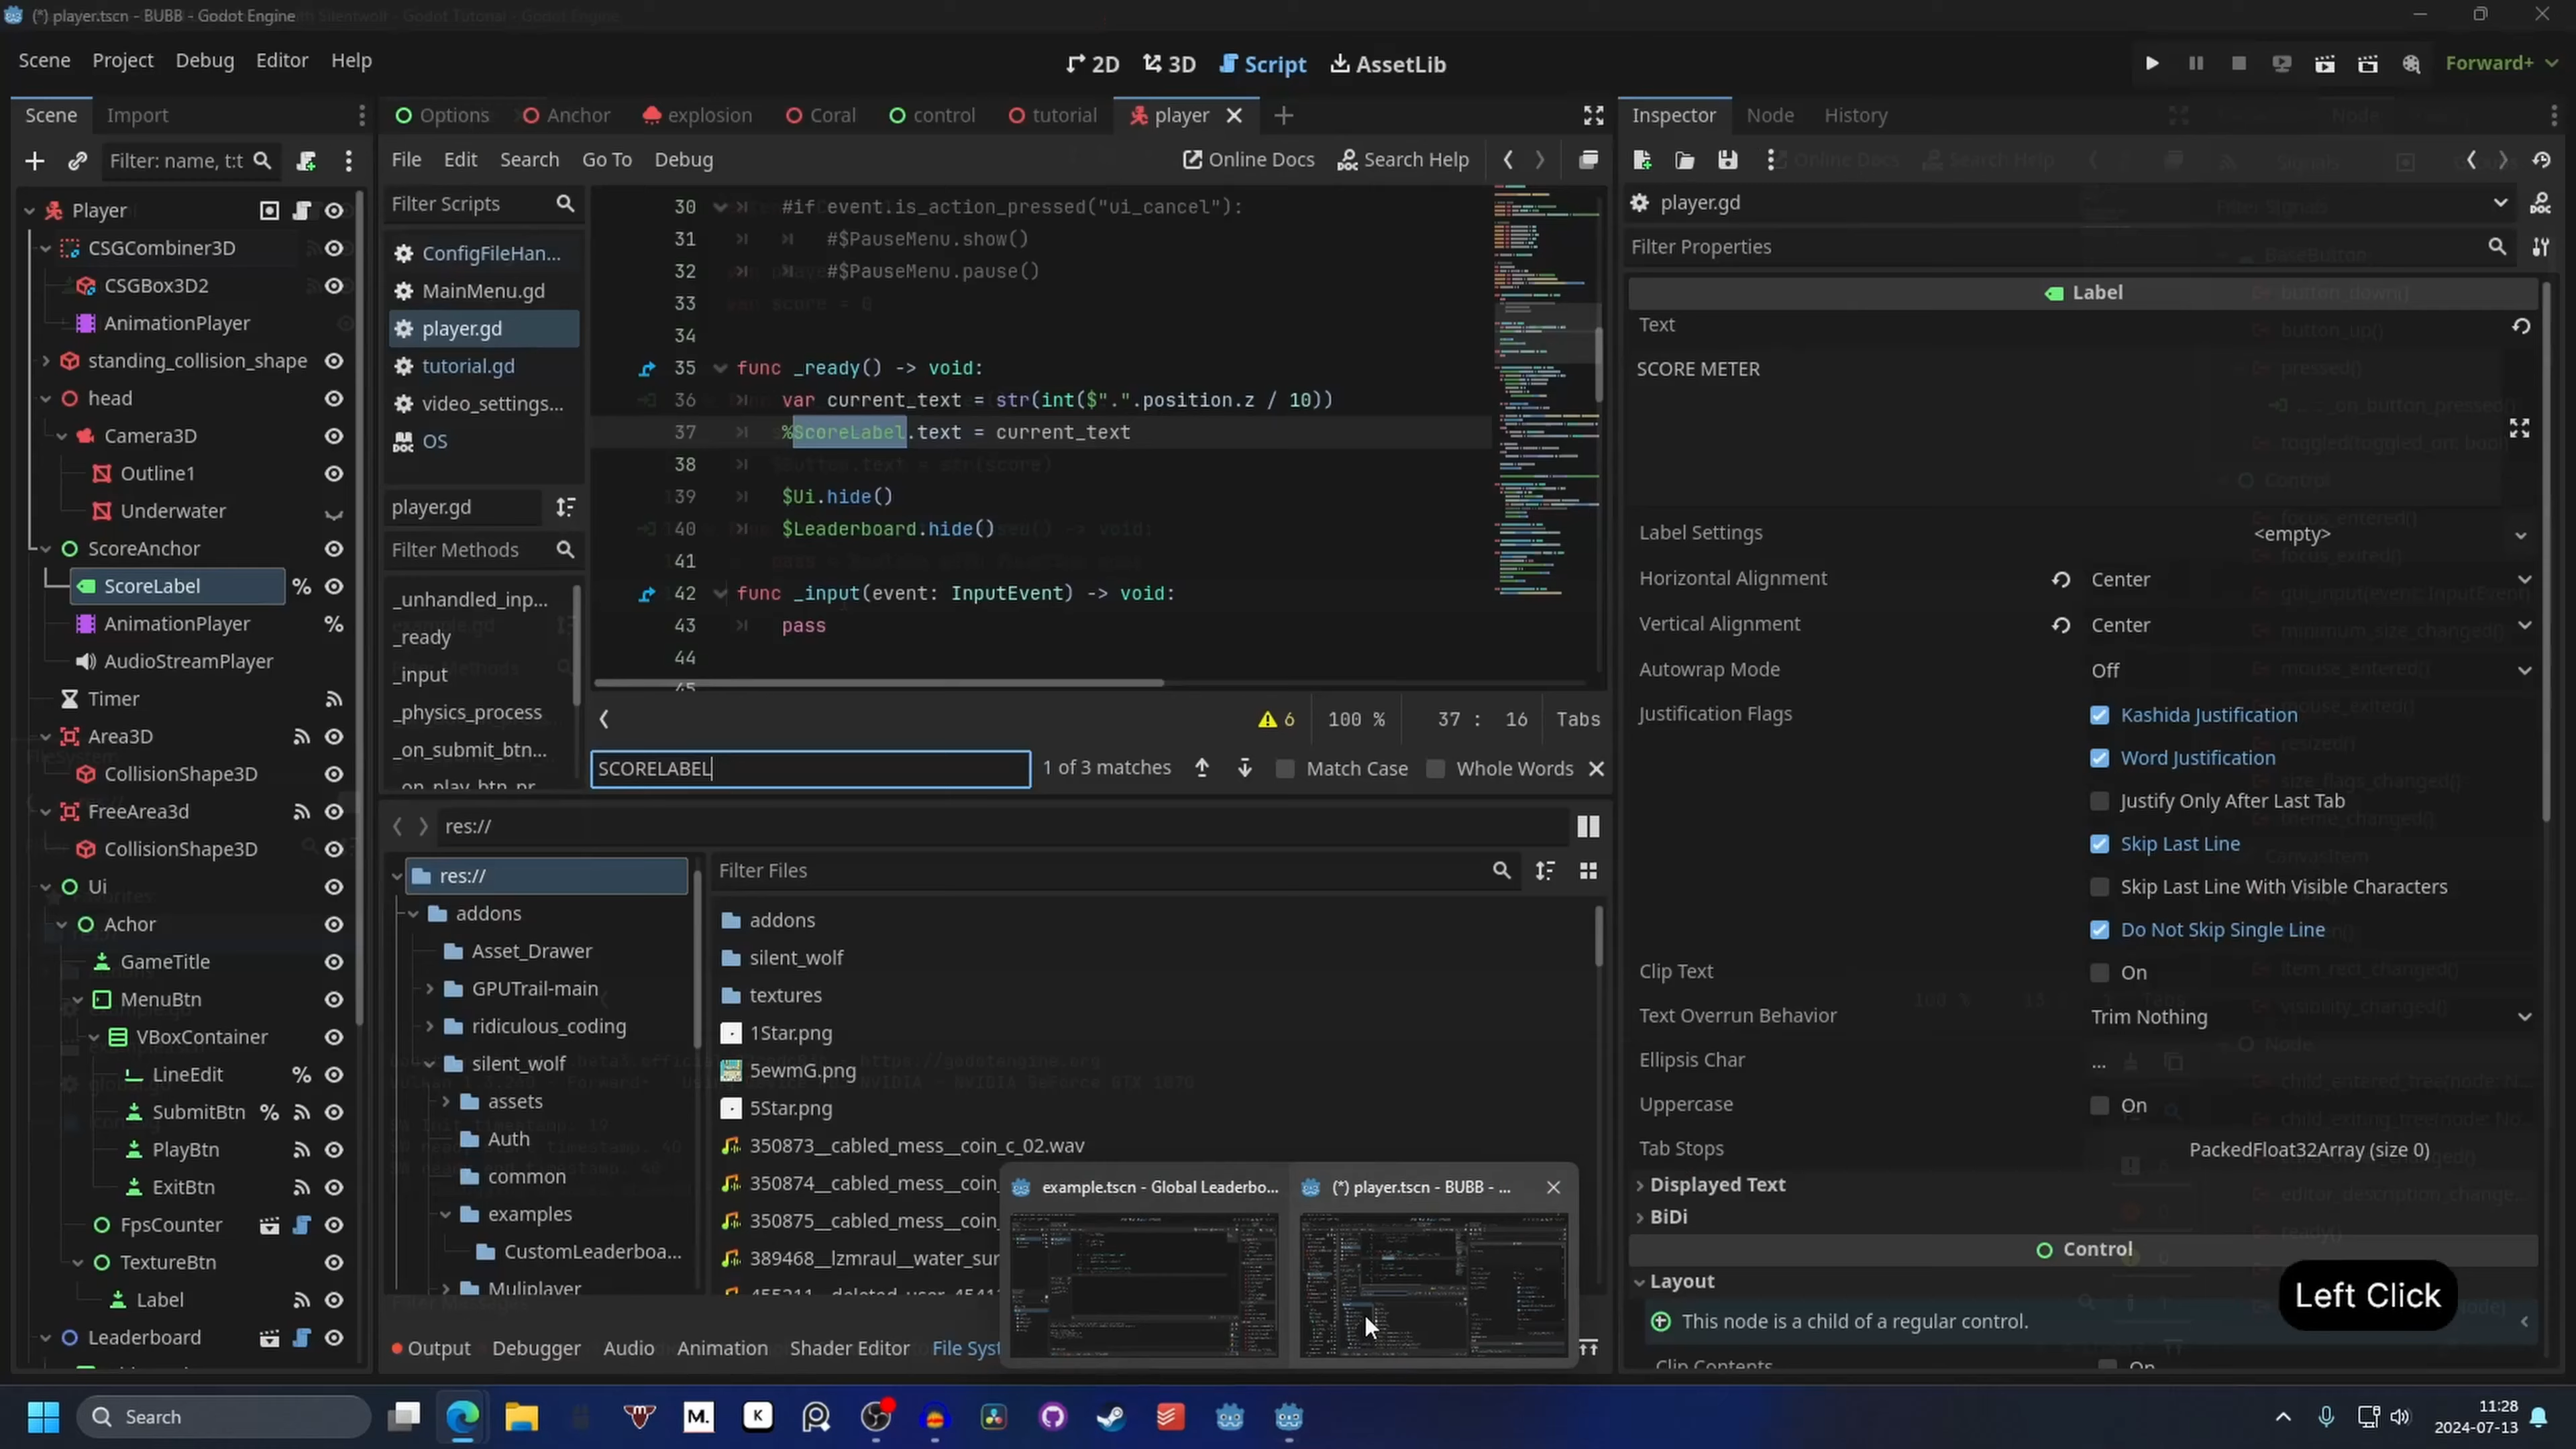 (*) player.tscn - BUBB - Godot Engine
Scene Project Debug Editor Help
2D 3D Script AssetLib
Forward+
Scene Import
Options Anchor explosion Coral control tutorial player
Inspector Node History
Filter: name, t:t
File Edit Search Go To Debug
Online Docs Search Help
Player
CSGCombiner3D
CSGBox3D2
AnimationPlayer
standing_collision_shape
head
Camera3D
Outline1
Underwater
ScoreAnchor
ScoreLabel %
AnimationPlayer %
AudioStreamPlayer
Timer
Area3D
CollisionShape3D
FreeArea3d
CollisionShape3D
Ui
Achor
GameTitle
MenuBtn
VBoxContainer
LineEdit %
SubmitBtn %
PlayBtn
ExitBtn
FpsCounter
TextureBtn
Label
Leaderboard
Filter Scripts
ConfigFileHan...
MainMenu.gd
player.gd
tutorial.gd
video_settings...
OS
player.gd
Filter Methods
_unhandled_inp...
_ready
_input
_physics_process
_on_submit_btn...
_on_play_btn_pr...
30 #if event.is_action_pressed("ui_cancel"):
31 #$PauseMenu.show()
32 #$PauseMenu.pause()
33
34
35 func _ready() -> void:
36 var current_text = str(int($".".position.z / 10))
37 %ScoreLabel.text = current_text
38
39 $Ui.hide()
40 $Leaderboard.hide()
41
42 func _input(event: InputEvent) -> void:
43 pass
44
45
6 100 % 37 : 16 Tabs
SCORELABEL 1 of 3 matches Match Case Whole Words
res://
res://
addons
Asset_Drawer
GPUTrail-main
ridiculous_coding
silent_wolf
assets
Auth
common
examples
CustomLeaderboa...
Muliplayer
Filter Files
addons
silent_wolf
textures
1Star.png
5ewmG.png
5Star.png
350873__cabled_mess__coin_c_02.wav
350874__cabled_mess__coin_
350875__cabled_mess__coin_
389468__lzmraul__water_sur
example.tscn - Global Leaderbo...
(*) player.tscn - BUBB - ...
Output Debugger Audio Animation Shader Editor File Syst
player.gd
Filter Properties
Label
Text
SCORE METER
Label Settings <empty>
Horizontal Alignment Center
Vertical Alignment Center
Autowrap Mode Off
Justification Flags Kashida Justification
Word Justification
Justify Only After Last Tab
Skip Last Line
Skip Last Line With Visible Characters
Do Not Skip Single Line
Clip Text On
Text Overrun Behavior Trim Nothing
Ellipsis Char ...
Uppercase On
Tab Stops PackedFloat32Array (size 0)
Displayed Text
BiDi
Control
Layout
This node is a child of a regular control.
Clip Contents On
Left Click
Search
M. K
11:28
2024-07-13